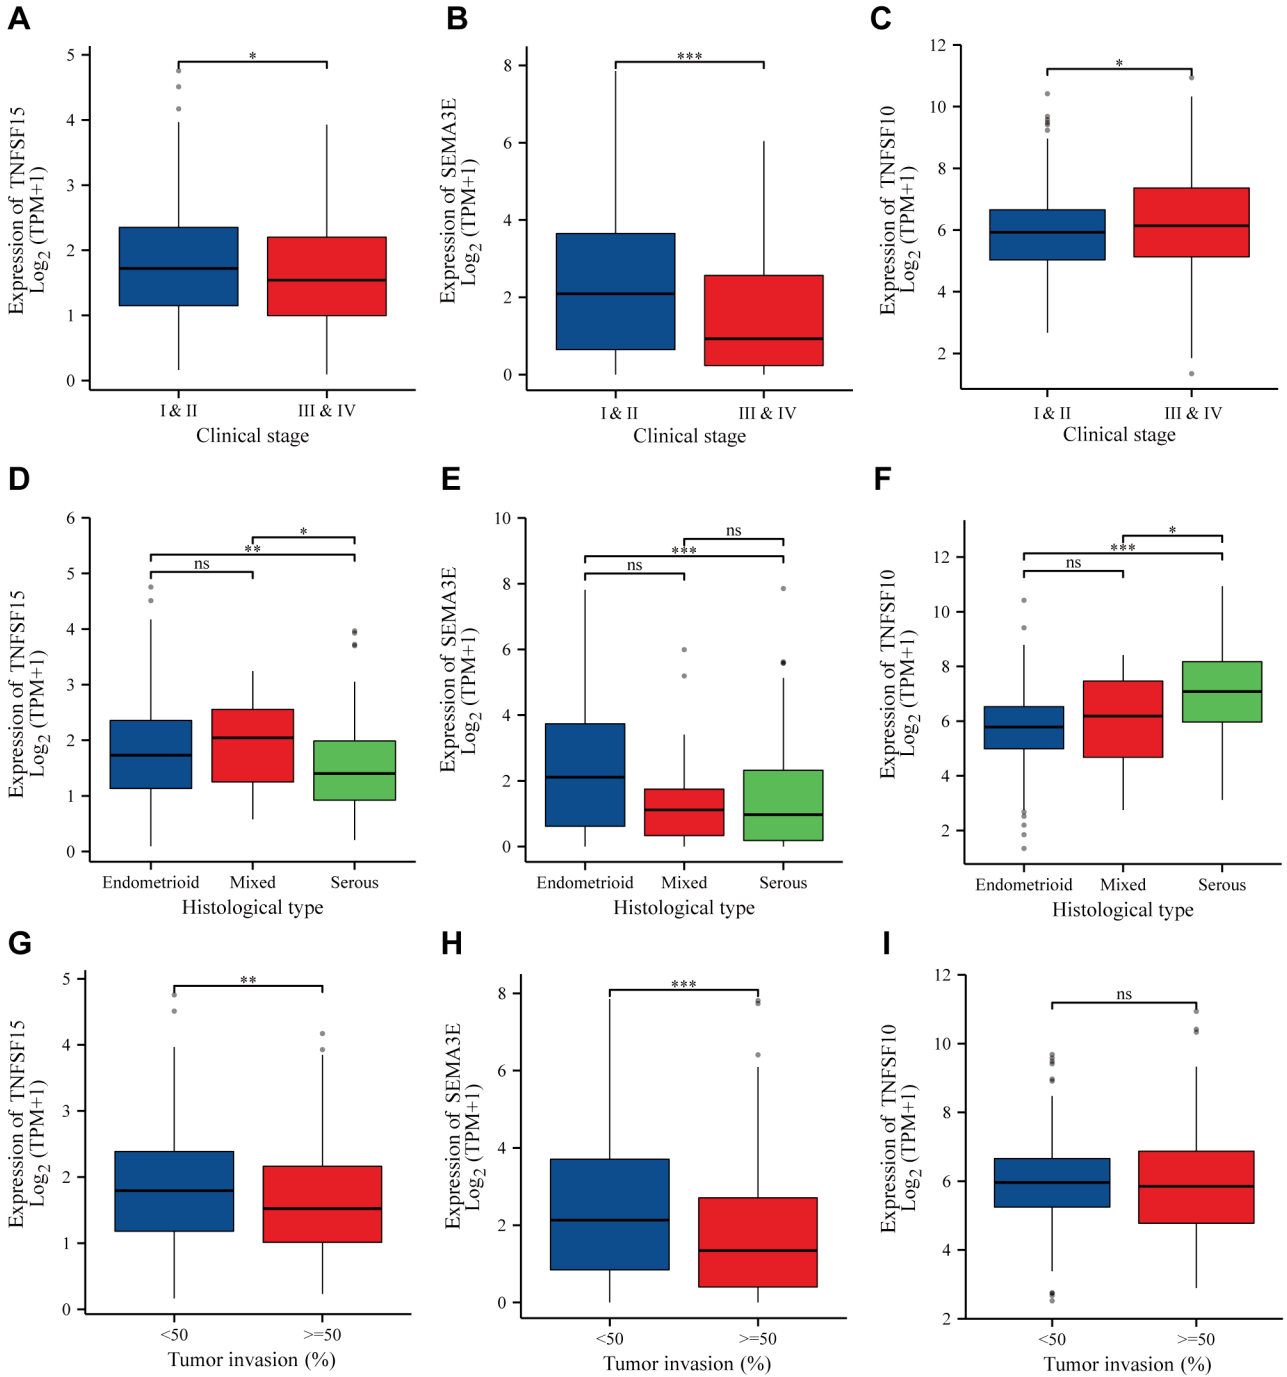 A
Expression of TNFSF15
Log2 (TPM+1)
5
4
3
2
1
0
*
I & II
III & IV
Clinical stage
B
Expression of SEMA3E
Log2 (TPM+1)
8
6
4
2
0
***
I & II
III & IV
Clinical stage
C
Expression of TNFSF10
Log2 (TPM+1)
12
10
8
6
4
2
*
I & II
III & IV
Clinical stage
D
Expression of TNFSF15
Log2 (TPM+1)
6
5
4
3
2
1
0
*
**
ns
Endometrioid
Mixed
Serous
Histological type
E
Expression of SEMA3E
Log2 (TPM+1)
10
8
6
4
2
0
ns
***
ns
Endometrioid
Mixed
Serous
Histological type
F
Expression of TNFSF10
Log2 (TPM+1)
12
10
8
6
4
2
*
***
ns
Endometrioid
Mixed
Serous
Histological type
G
Expression of TNFSF15
Log2 (TPM+1)
5
4
3
2
1
0
**
<50
>=50
Tumor invasion (%)
H
Expression of SEMA3E
Log2 (TPM+1)
8
6
4
2
0
***
<50
>=50
Tumor invasion (%)
I
Expression of TNFSF10
Log2 (TPM+1)
12
10
8
6
4
2
ns
<50
>=50
Tumor invasion (%)